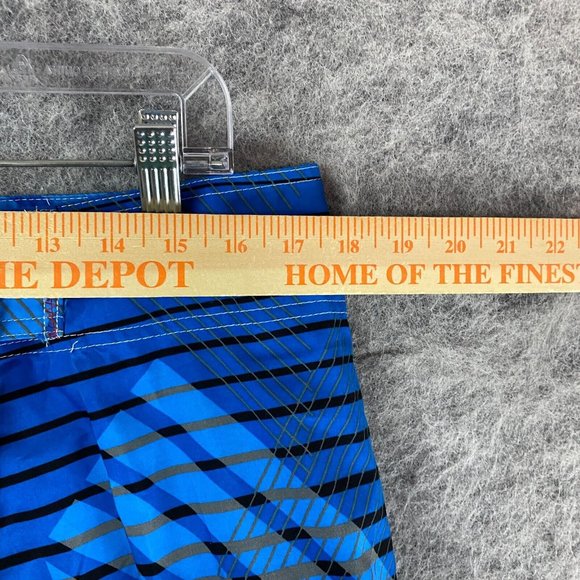 13 14 15 16 17 18 19 20 21 22
HE DEPOT HOME OF THE FINEST